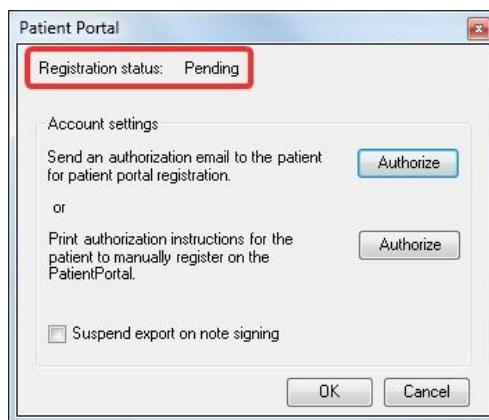 Patient Portal
Registration status: Pending
Account settings
Send an authorization email to the patient
for patient portal registration.
Authorize
or
Print authorization instructions for the
patient to manually register on the
PatientPortal.
Authorize
Suspend export on note signing
OK
Cancel